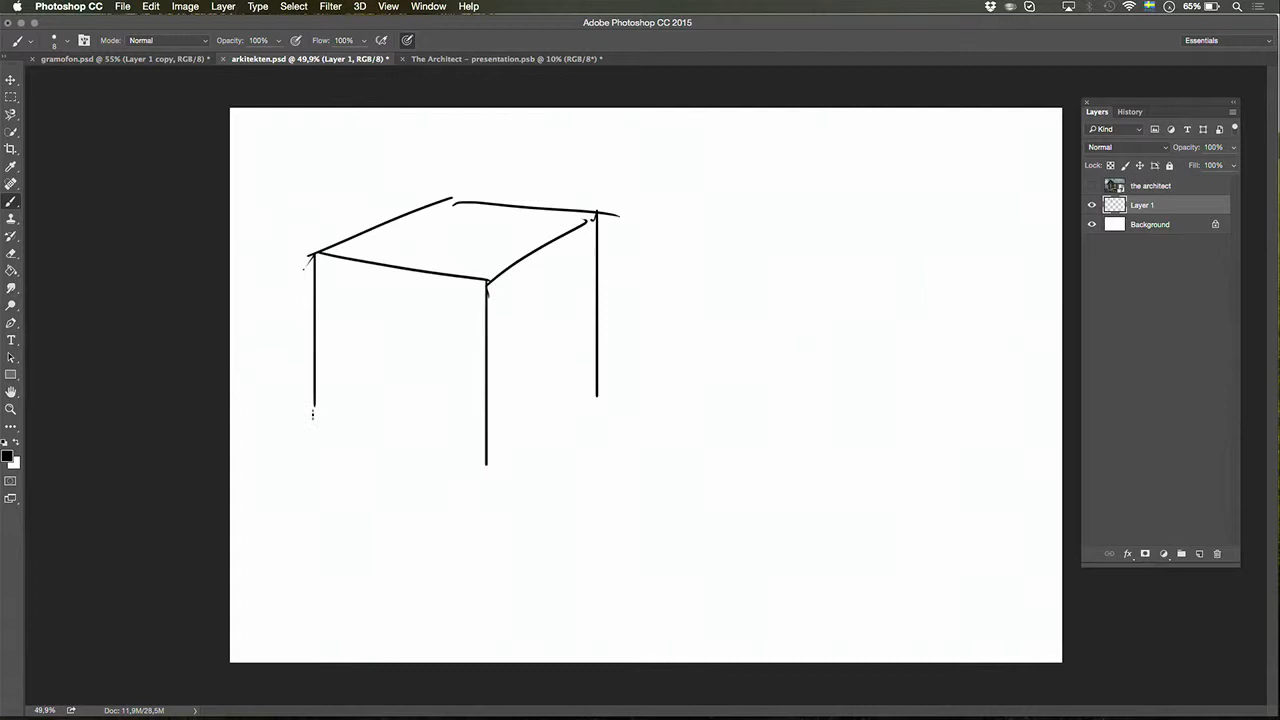 Photoshop CC File Edit Image Layer Type Select Filter 3D View Window Help 65%
Adobe Photoshop CC 2015
8 Mode: Normal Opacity: 100% Flow: 100% Essentials
gramofon.psd @ 55% (Layer 1 copy, RGB/8) * arkitekten.psd @ 49,9% (Layer 1, RGB/8) * The Architect – presentation.psb @ 10% (RGB/8*) *
Layers History
Kind
Normal Opacity: 100%
Lock: Fill: 100%
the architect
Layer 1
Background
fx
49,9% Doc: 11,9M/28,5M